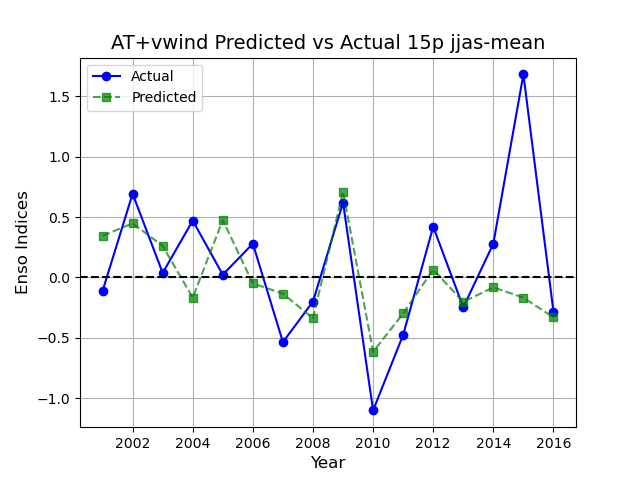 AT+vwind Predicted vs Actual 15p jjas-mean
Actual
Predicted
Enso Indices
1.5
1.0
0.5
0.0
−0.5
−1.0
2002 2004 2006 2008 2010 2012 2014 2016
Year